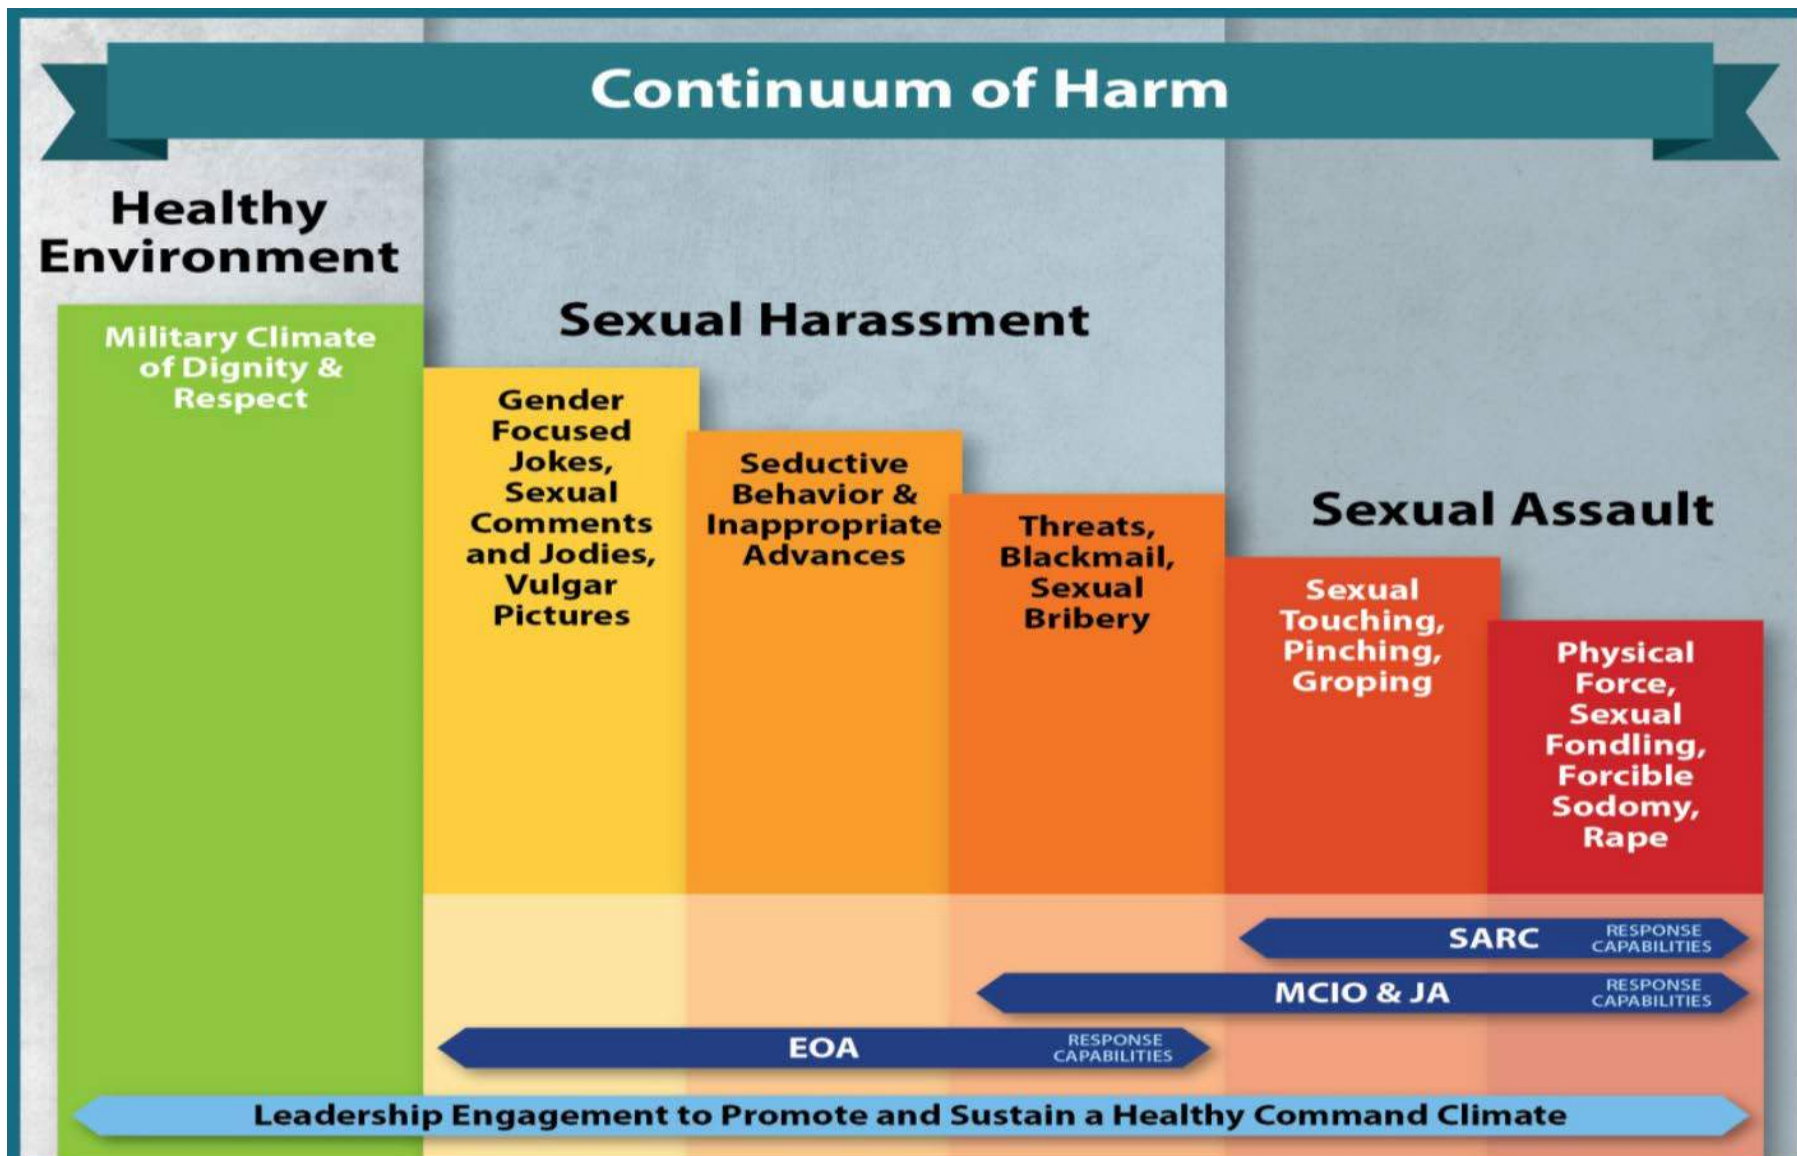 Continuum of Harm
Healthy
Environment
Military Climate
of Dignity &
Respect
Sexual Harassment
Gender
Focused
Jokes,
Sexual
Comments
and Jodies,
Vulgar
Pictures
Seductive
Behavior &
Inappropriate
Advances
Threats,
Blackmail,
Sexual
Bribery
Sexual Assault
Sexual
Touching,
Pinching,
Groping
Physical
Force,
Sexual
Fondling,
Forcible
Sodomy,
Rape
SARC
RESPONSE
CAPABILITIES
MCIO & JA
RESPONSE
CAPABILITIES
EOA
RESPONSE
CAPABILITIES
Leadership Engagement to Promote and Sustain a Healthy Command Climate